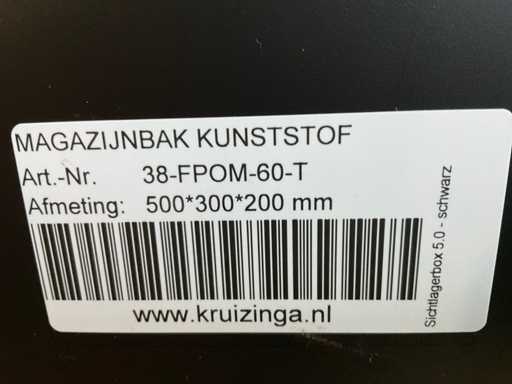 MAGAZIJNBAK KUNSTSTOF
Art.-Nr. 38-FPOM-60-T
Afmeting: 500*300*200 mm
www.kruizinga.nl
Sichtlagerbox 5.0 - schwarz